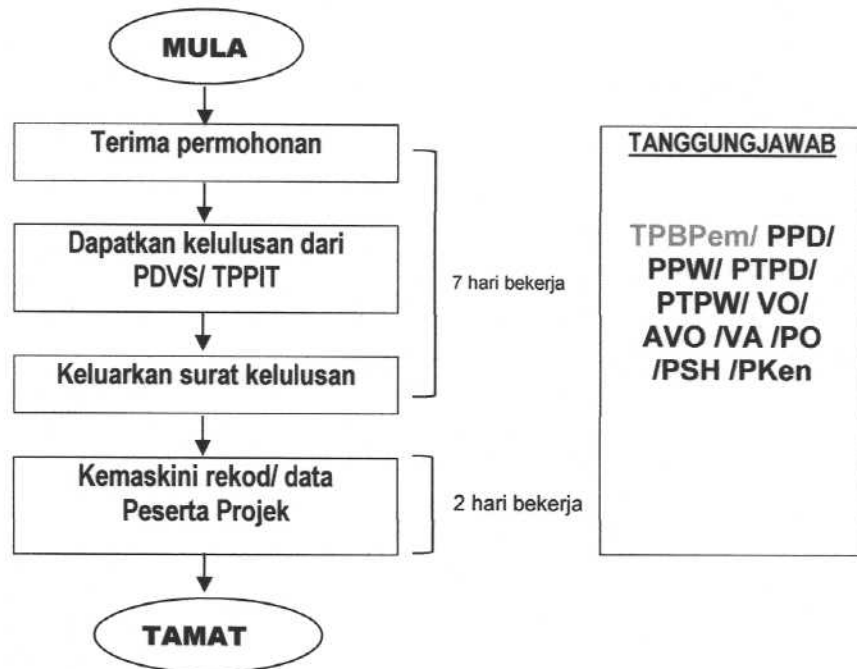 MULA
Terima permohonan
Dapatkan kelulusan dari
PDVS/ TPPIT
Keluarkan surat kelulusan
7 hari bekerja
Kemaskini rekod/ data
Peserta Projek
2 hari bekerja
TAMAT
TANGGUNGJAWAB
TPBPem/ PPD/
PPW/ PTPD/
PTPW/ VO/
AVO /VA /PO
/PSH /PKen